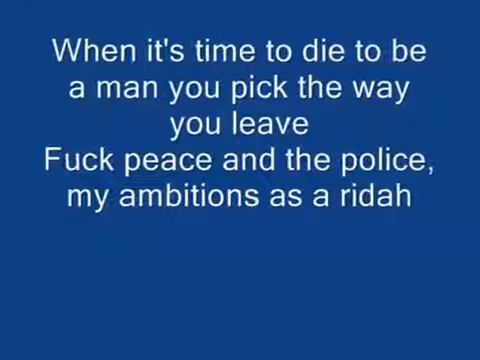 When it's time to die to be
a man you pick the way
you leave
Fuck peace and the police,
my ambitions as a ridah